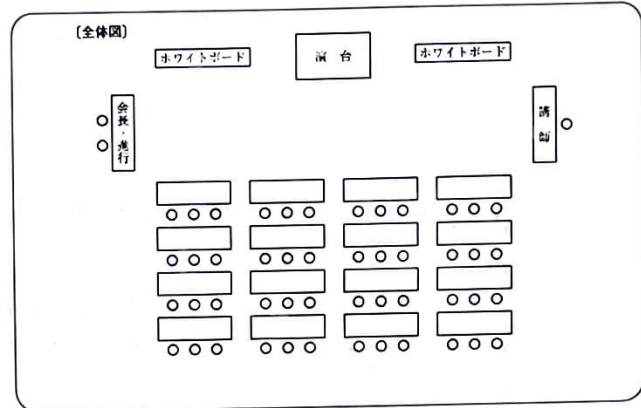 〔全体図〕
ホワイトボード
演台
ホワイトボード
会長・進行
講師